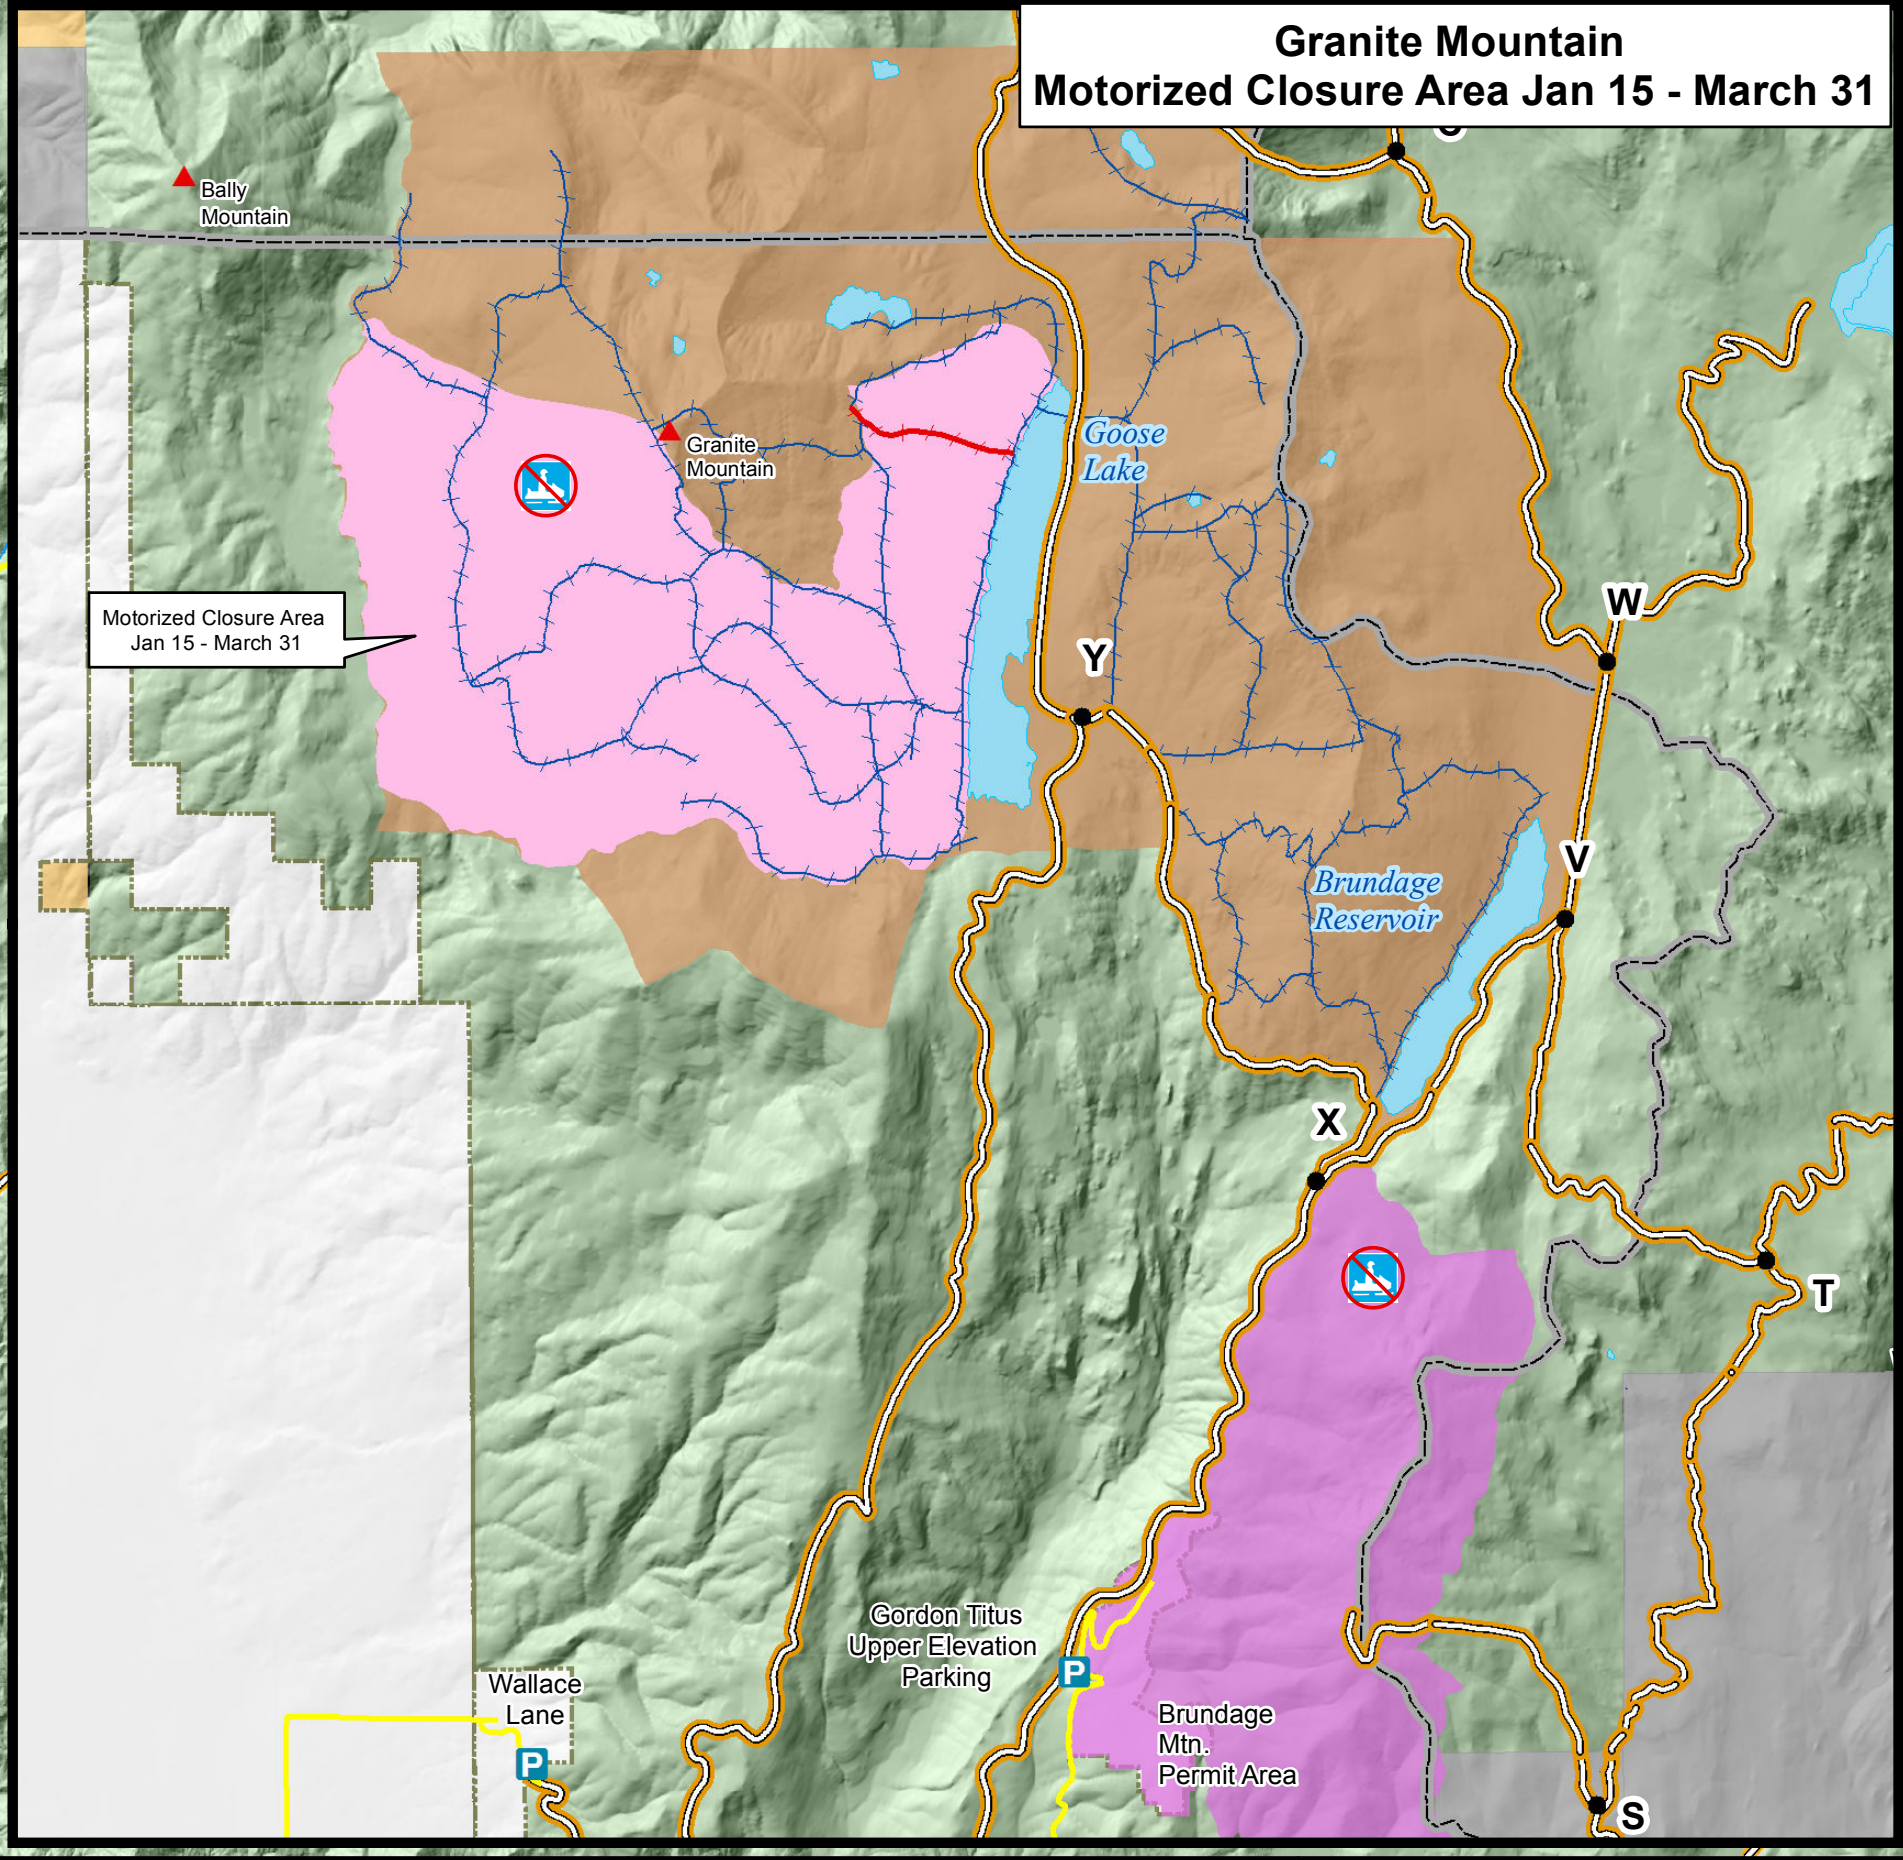 Granite Mountain
Motorized Closure Area Jan 15 - March 31
Bally
Mountain
Goose
Lake
Granite
Mountain
Motorized Closure Area
Jan 15 - March 31
W
Y
V
Brundage
Reservoir
X
T
Gordon Titus
Upper Elevation
Parking
P
Wallace
Lane
P
Brundage
Mtn.
Permit Area
S